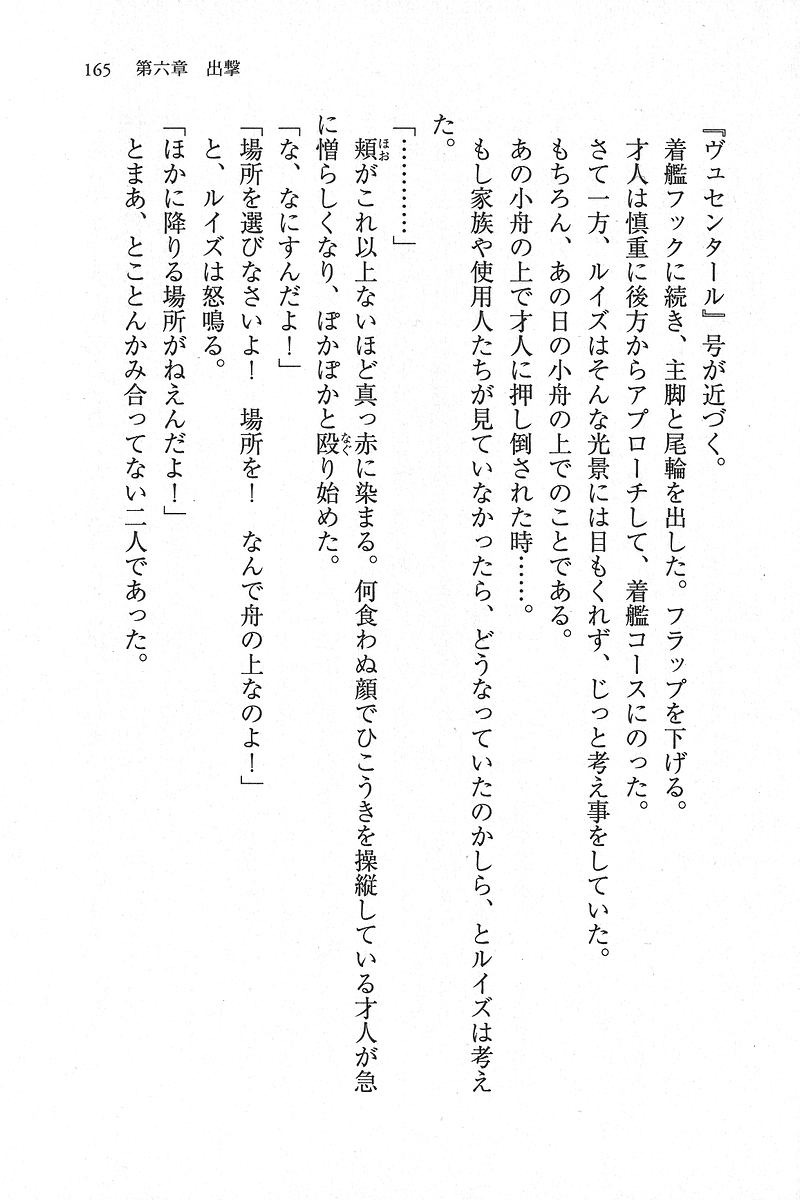 165　第六章　出撃
『ヴュセンタール』号が近づく。
着艦フックに続き、主脚と尾輪を出した。フラップを下げる。
才人は慎重に後方からアプローチして、着艦コースにのった。
さて一方、ルイズはそんな光景には目もくれず、じっと考え事をしていた。
もちろん、あの日の小舟の上でのことである。
あの小舟の上で才人に押し倒された時……。
もし家族や使用人たちが見ていなかったら、どうなっていたのかしら、とルイズは考え
た。
「…………」
頬ほおがこれ以上ないほど真っ赤に染まる。何食わぬ顔でひこうきを操縦している才人が急
に憎らしくなり、ぽかぽかと殴なぐり始めた。
「な、なにすんだよ！」
「場所を選びなさいよ！　場所を！　なんで舟の上なのよ！」
と、ルイズは怒鳴る。
「ほかに降りる場所がねえんだよ！」
とまあ、とことんかみ合ってない二人であった。